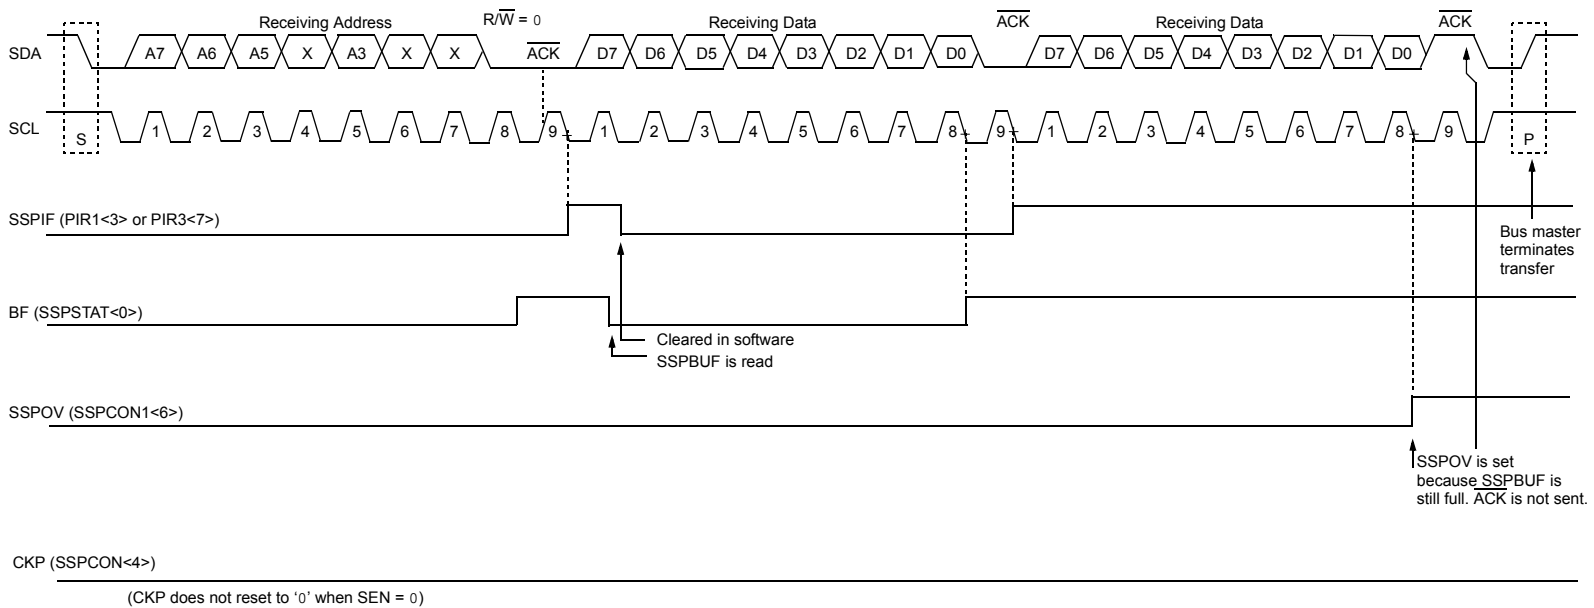 Receiving Address R/W = 0 Receiving Data ACK Receiving Data ACK
SDA A7 A6 A5 X A3 X X ACK D7 D6 D5 D4 D3 D2 D1 D0 D7 D6 D5 D4 D3 D2 D1 D0
SCL S 1 2 3 4 5 6 7 8 9 1 2 3 4 5 6 7 8 9 1 2 3 4 5 6 7 8 9 P
SSPIF (PIR1<3> or PIR3<7>)
Bus master
terminates
transfer
BF (SSPSTAT<0>)
Cleared in software
SSPBUF is read
SSPOV (SSPCON1<6>)
SSPOV is set
because SSPBUF is
still full. ACK is not sent.
CKP (SSPCON<4>)
(CKP does not reset to ‘0’ when SEN = 0)